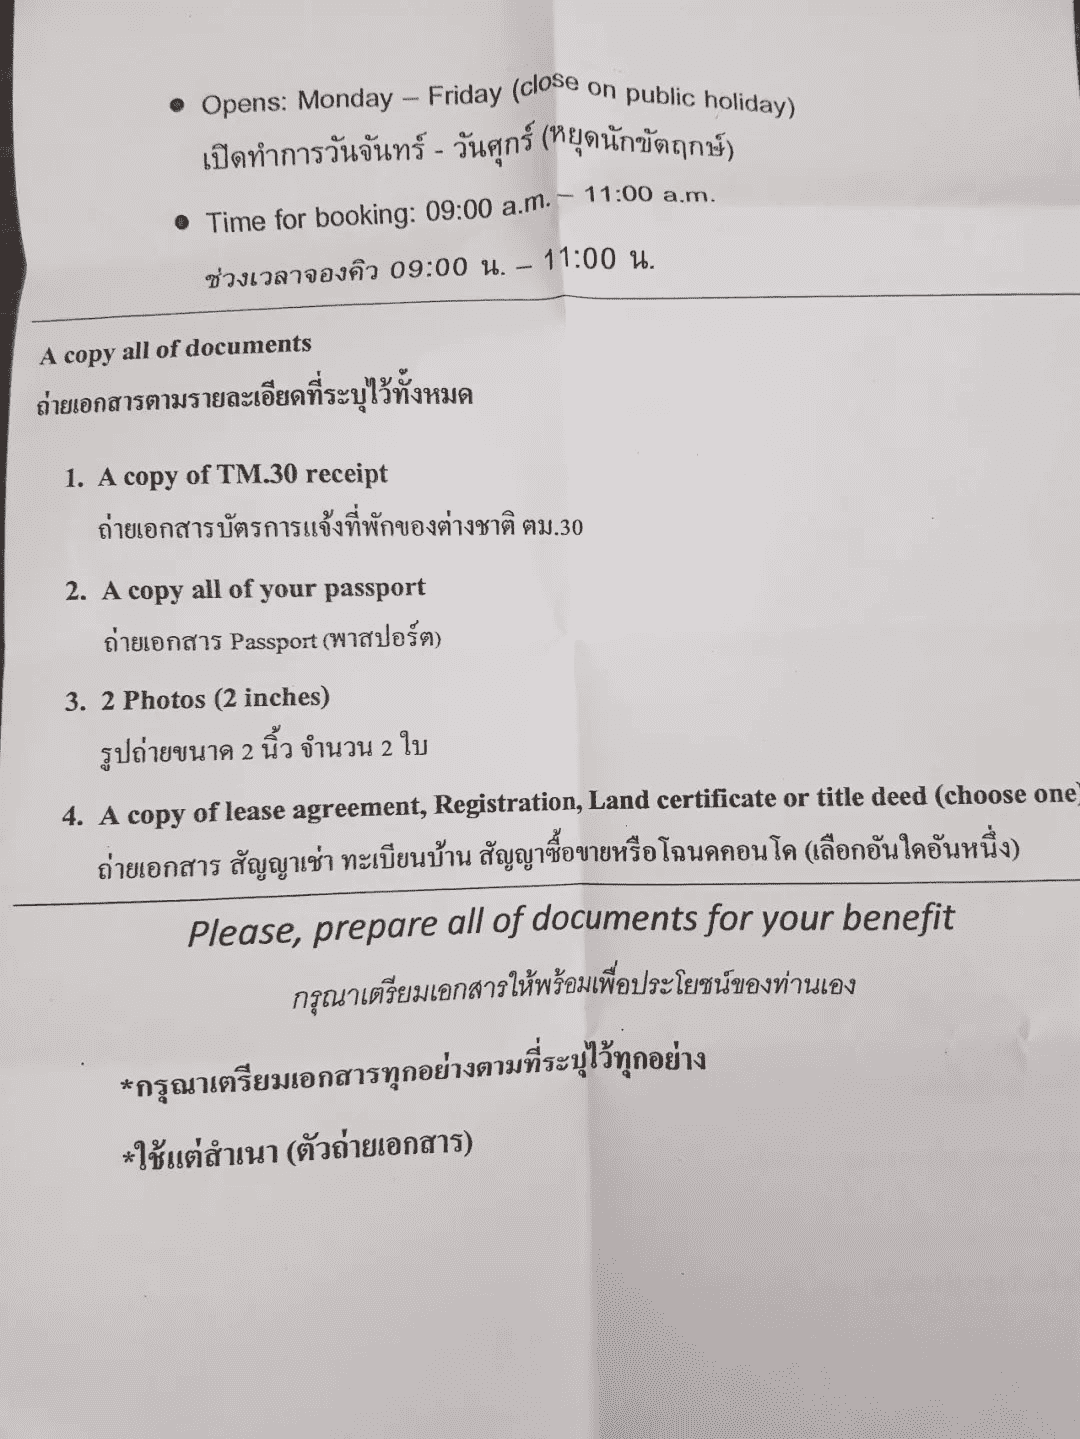 • Opens: Monday – Friday (close on public holiday)
เปิดทำการวันจันทร์ - วันศุกร์ (หยุดนักขัตฤกษ์)
• Time for booking: 09:00 a.m. – 11:00 a.m.
ช่วงเวลาจองคิว 09:00 น. – 11:00 น.
A copy all of documents
ถ่ายเอกสารตามรายละเอียดที่ระบุไว้ทั้งหมด
1. A copy of TM.30 receipt
ถ่ายเอกสารบัตรการแจ้งที่พักของต่างชาติ ตม.30
2. A copy all of your passport
ถ่ายเอกสาร Passport (พาสปอร์ต)
3. 2 Photos (2 inches)
รูปถ่ายขนาด 2 นิ้ว จำนวน 2 ใบ
4. A copy of lease agreement, Registration, Land certificate or title deed (choose one)
ถ่ายเอกสาร สัญญาเช่า ทะเบียนบ้าน สัญญาซื้อขายหรือโฉนดคอนโด (เลือกอันใดอันหนึ่ง)
Please, prepare all of documents for your benefit
กรุณาเตรียมเอกสารให้พร้อมเพื่อประโยชน์ของท่านเอง
*กรุณาเตรียมเอกสารทุกอย่างตามที่ระบุไว้ทุกอย่าง
*ใช้แต่สำเนา (ตัวถ่ายเอกสาร)